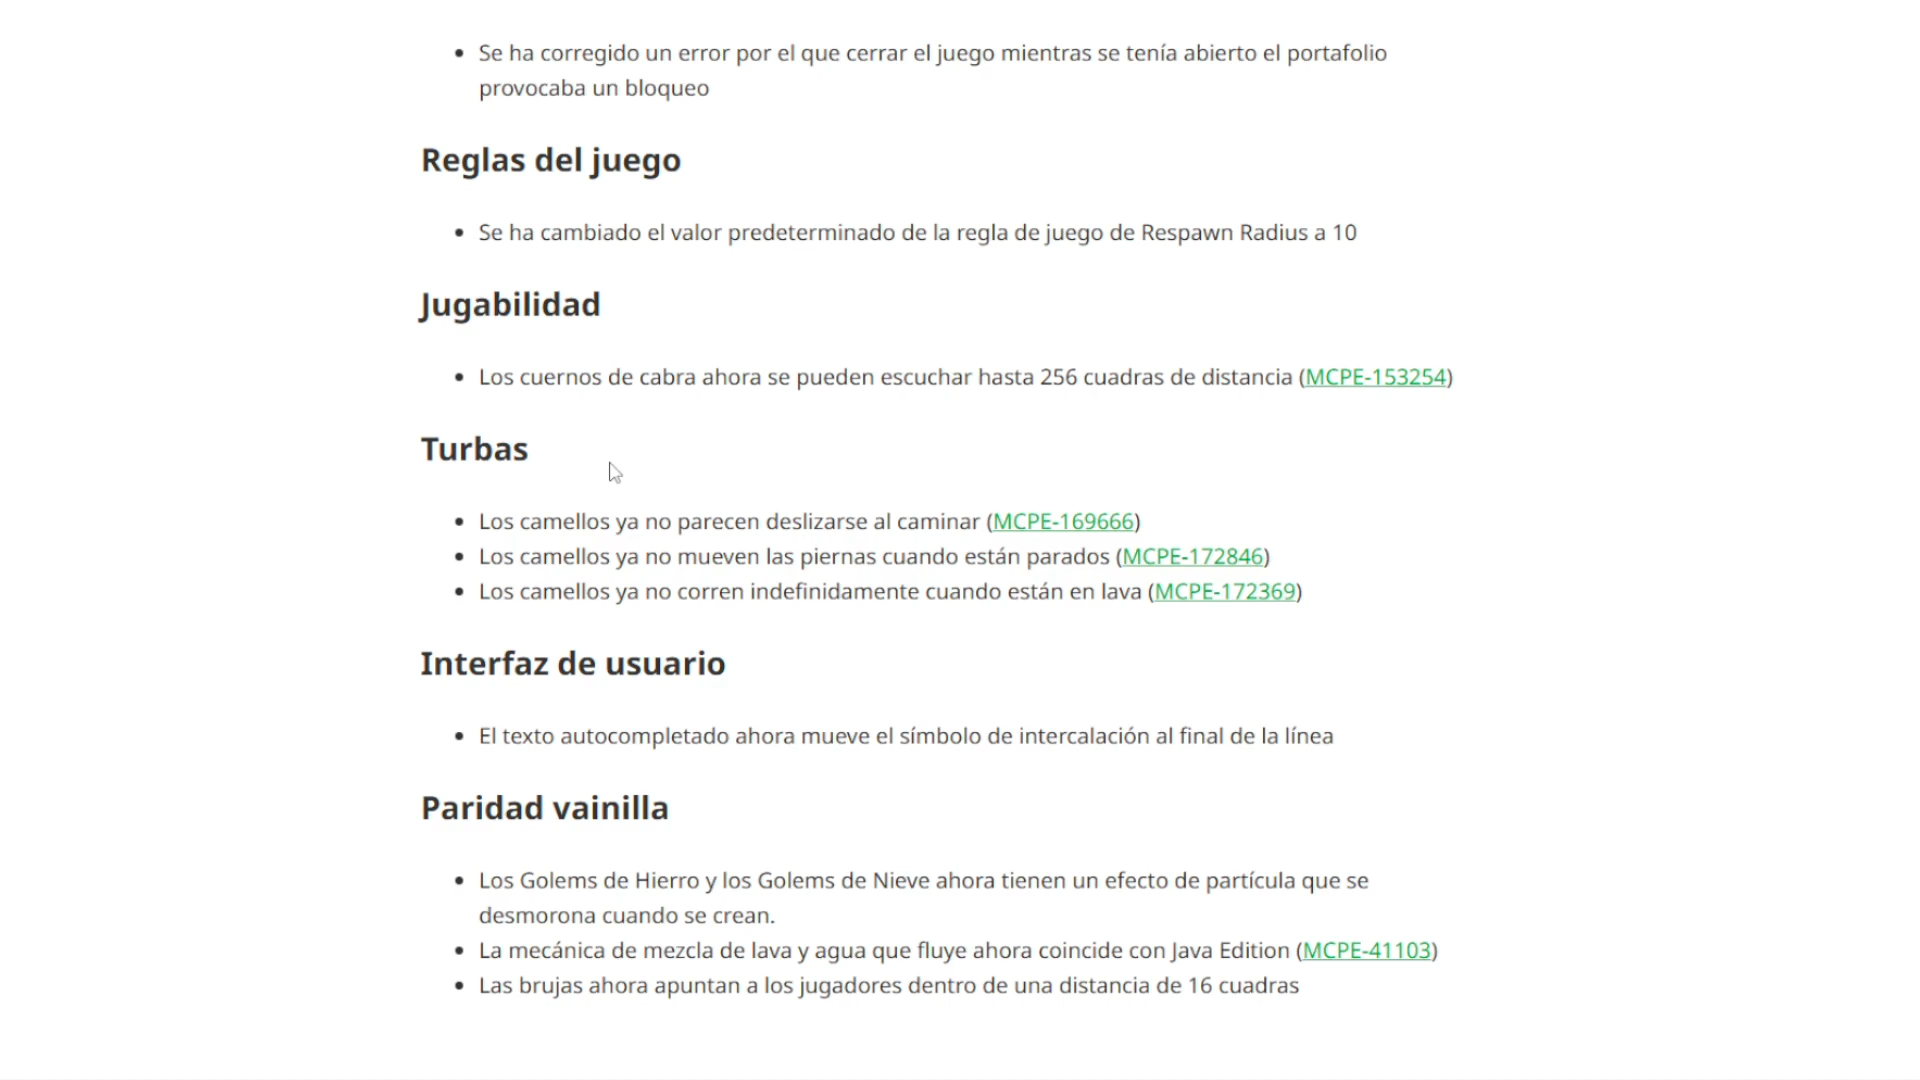 Se ha corregido un error por el que cerrar el juego mientras se tenía abierto el portafolio
provocaba un bloqueo
Reglas del juego
Se ha cambiado el valor predeterminado de la regla de juego de Respawn Radius a 10
Jugabilidad
Los cuernos de cabra ahora se pueden escuchar hasta 256 cuadras de distancia (MCPE-153254)
Turbas
Los camellos ya no parecen deslizarse al caminar (MCPE-169666)
Los camellos ya no mueven las piernas cuando están parados (MCPE-172846)
Los camellos ya no corren indefinidamente cuando están en lava (MCPE-172369)
Interfaz de usuario
El texto autocompletado ahora mueve el símbolo de intercalación al final de la línea
Paridad vainilla
Los Golems de Hierro y los Golems de Nieve ahora tienen un efecto de partícula que se
desmorona cuando se crean.
La mecánica de mezcla de lava y agua que fluye ahora coincide con Java Edition (MCPE-41103)
Las brujas ahora apuntan a los jugadores dentro de una distancia de 16 cuadras